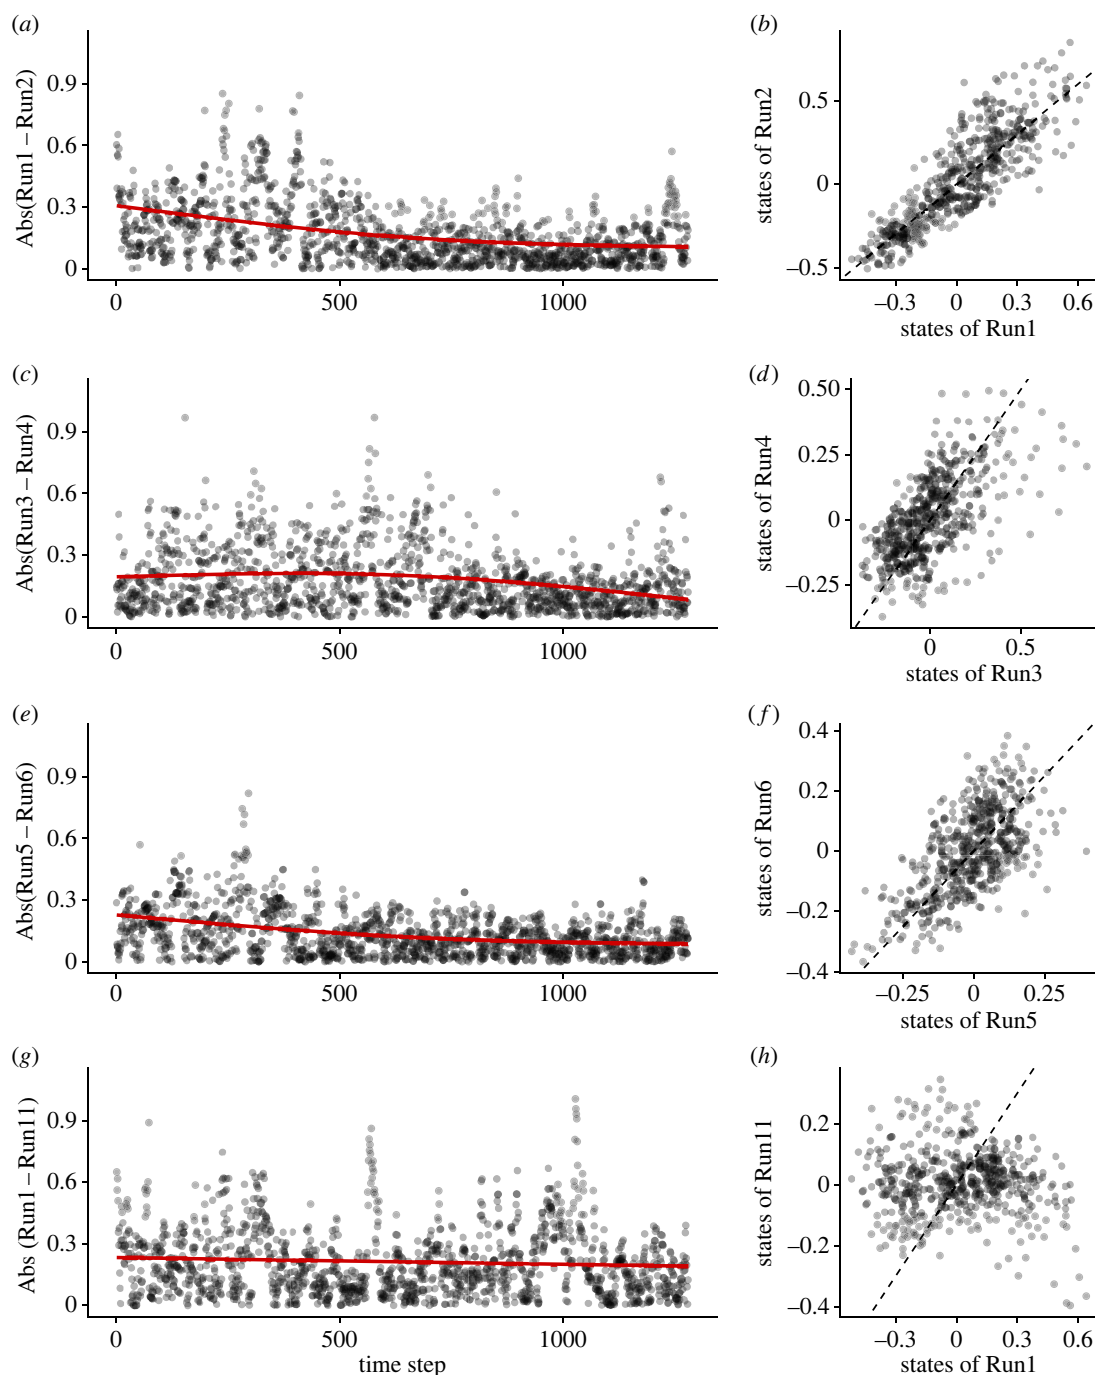 (a)
Abs(Run1 – Run2)
0.9
0.6
0.3
0
0 500 1000
(b)
states of Run2
0.5
0
–0.5
–0.3 0 0.3 0.6
states of Run1
(c)
Abs(Run3 – Run4)
0.9
0.6
0.3
0
0 500 1000
(d)
states of Run4
0.50
0.25
0
–0.25
0 0.5
states of Run3
(e)
Abs(Run5 – Run6)
0.9
0.6
0.3
0
0 500 1000
(f)
states of Run6
0.4
0.2
0
–0.2
–0.4
–0.25 0 0.25
states of Run5
(g)
Abs (Run1 – Run11)
0.9
0.6
0.3
0
0 500 1000
time step
(h)
states of Run11
0.2
0
–0.2
–0.4
–0.3 0 0.3 0.6
states of Run1